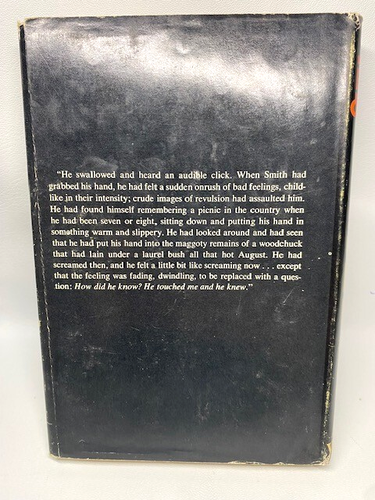 "He swallowed and heard an audible click. When Smith had
grabbed his hand, he had felt a sudden onrush of bad feelings, child-
like in their intensity; crude images of revulsion had assaulted him.
He had found himself remembering a picnic in the country when
he had been seven or eight, sitting down and putting his hand in
something warm and slippery. He had looked around and had seen
that he had put his hand into the maggoty remains of a woodchuck
that had lain under a laurel bush all that hot August. He had
screamed then, and he felt a little bit like screaming now . . . except
that the feeling was fading, dwindling, to be replaced with a ques-
tion: How did he know? He touched me and he knew."